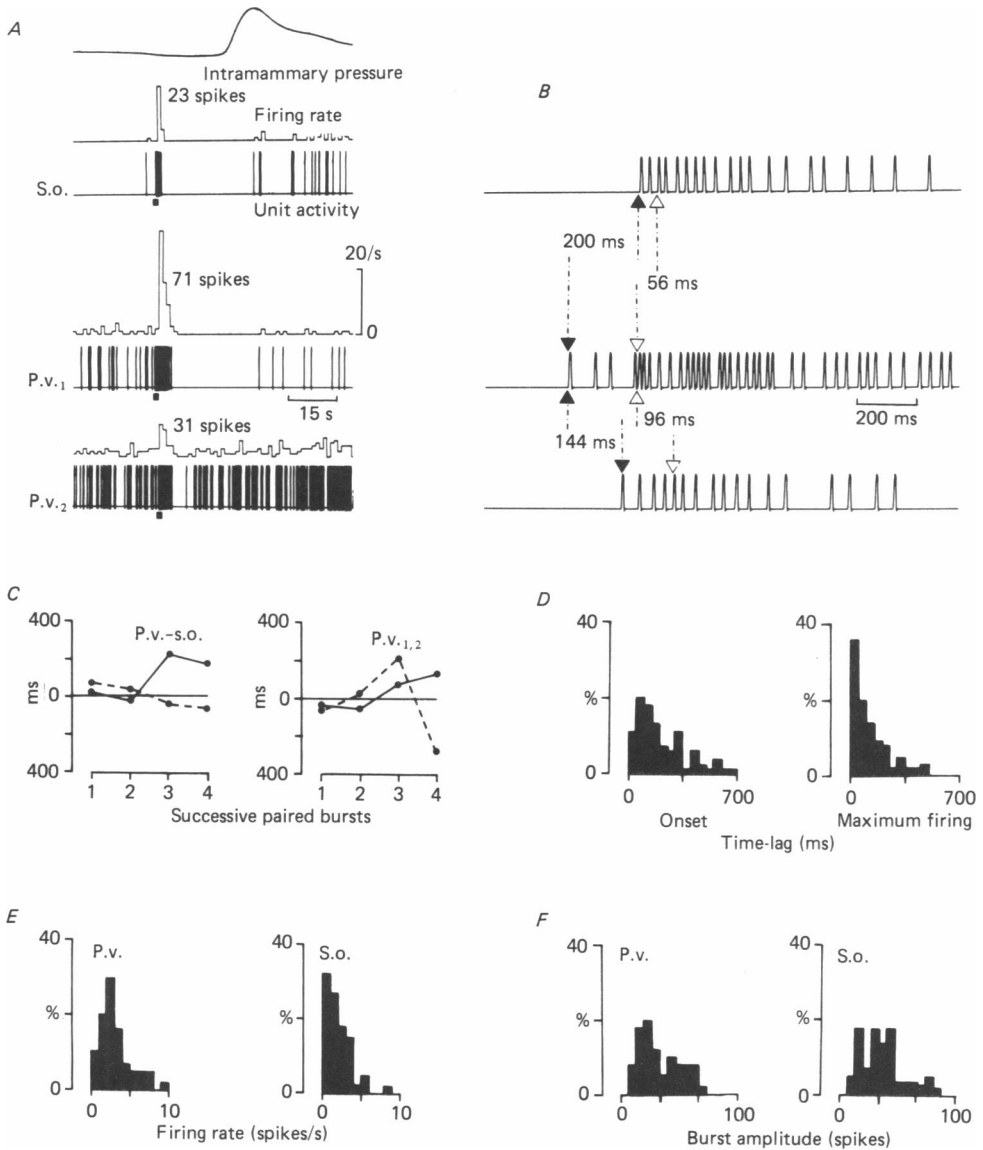 A
Intramammary pressure
23 spikes
Firing rate
S.o.
Unit activity
20/s
71 spikes
0
P.v.1
15 s
31 spikes
P.v.2
B
200 ms
56 ms
96 ms
200 ms
144 ms
C
400
P.v.-s.o.
ms
0
400
1 2 3 4
400
P.v.1,2
ms
0
400
1 2 3 4
Successive paired bursts
D
40
%
0
0 700
Onset
40
%
0
0 700
Maximum firing
Time-lag (ms)
E
40
P.v.
%
0
0 10
40
S.o.
%
0
0 10
Firing rate (spikes/s)
F
40
P.v.
%
0
0 100
40
S.o.
%
0
0 100
Burst amplitude (spikes)